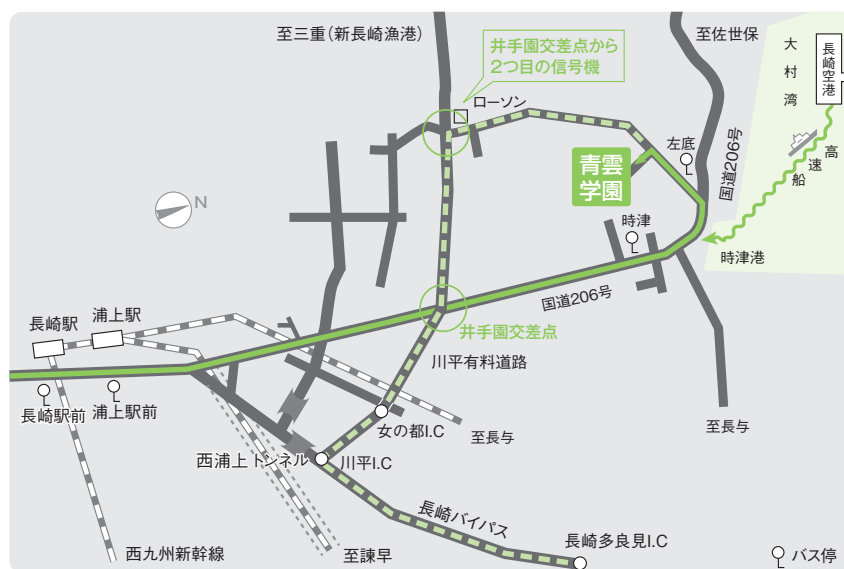 至三重(新長崎漁港)
井手園交差点から
2つ目の信号機
ローソン
至佐世保
大村湾
長崎空港
高速船
左底
国道206号
青雲
学園
N
時津
時津港
国道206号
井手園交差点
長崎駅
浦上駅
川平有料道路
長崎駅前
浦上駅前
女の都I.C
至長与
至長与
西浦上トンネル
川平I.C
長崎バイパス
西九州新幹線
至諫早
長崎多良見I.C
バス停